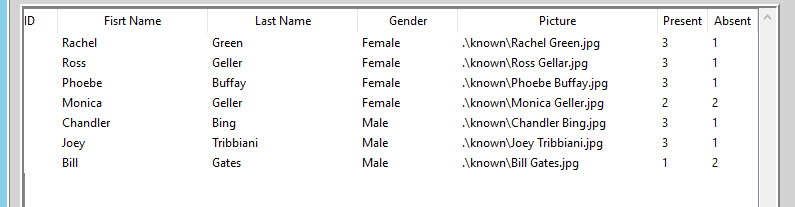 ID Fisrt Name Last Name Gender Picture Present Absent
Rachel Green Female .\known\Rachel Green.jpg 3 1
Ross Geller Female .\known\Ross Gellar.jpg 3 1
Phoebe Buffay Female .\known\Phoebe Buffay.jpg 3 1
Monica Geller Female .\known\Monica Geller.jpg 2 2
Chandler Bing Male .\known\Chandler Bing.jpg 3 1
Joey Tribbiani Male .\known\Joey Tribbiani.jpg 3 1
Bill Gates Male .\known\Bill Gates.jpg 1 2